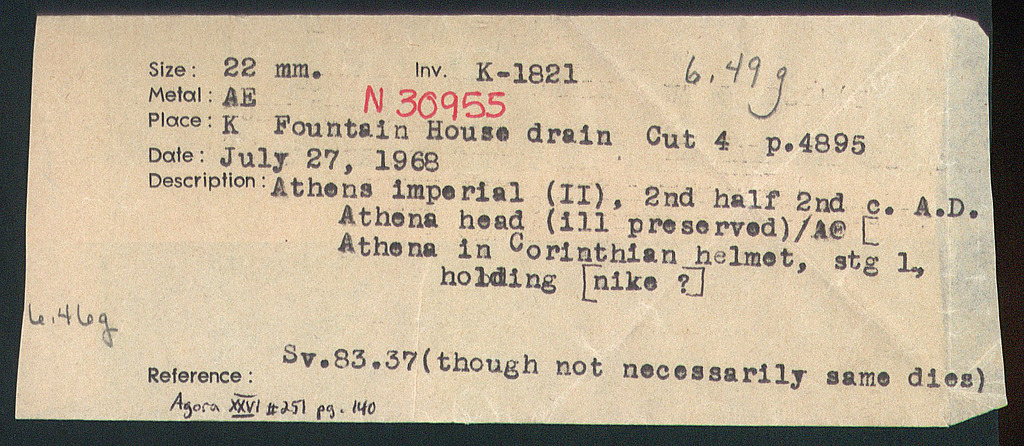 Size: 22 mm. Inv. K-1821 6.49g
Metal: AE N 30955
Place: K Fountain House drain Cut 4 p.4895
Date: July 27, 1968
Description: Athens imperial (II), 2nd half 2nd c. A.D.
Athena head (ill preserved)/AΘ [
Athena in Corinthian helmet, stg l,
holding [nike ?]
6.46g
Sv.83.37(though not necessarily same dies)
Reference:
Agora XXVI #251 pg. 140